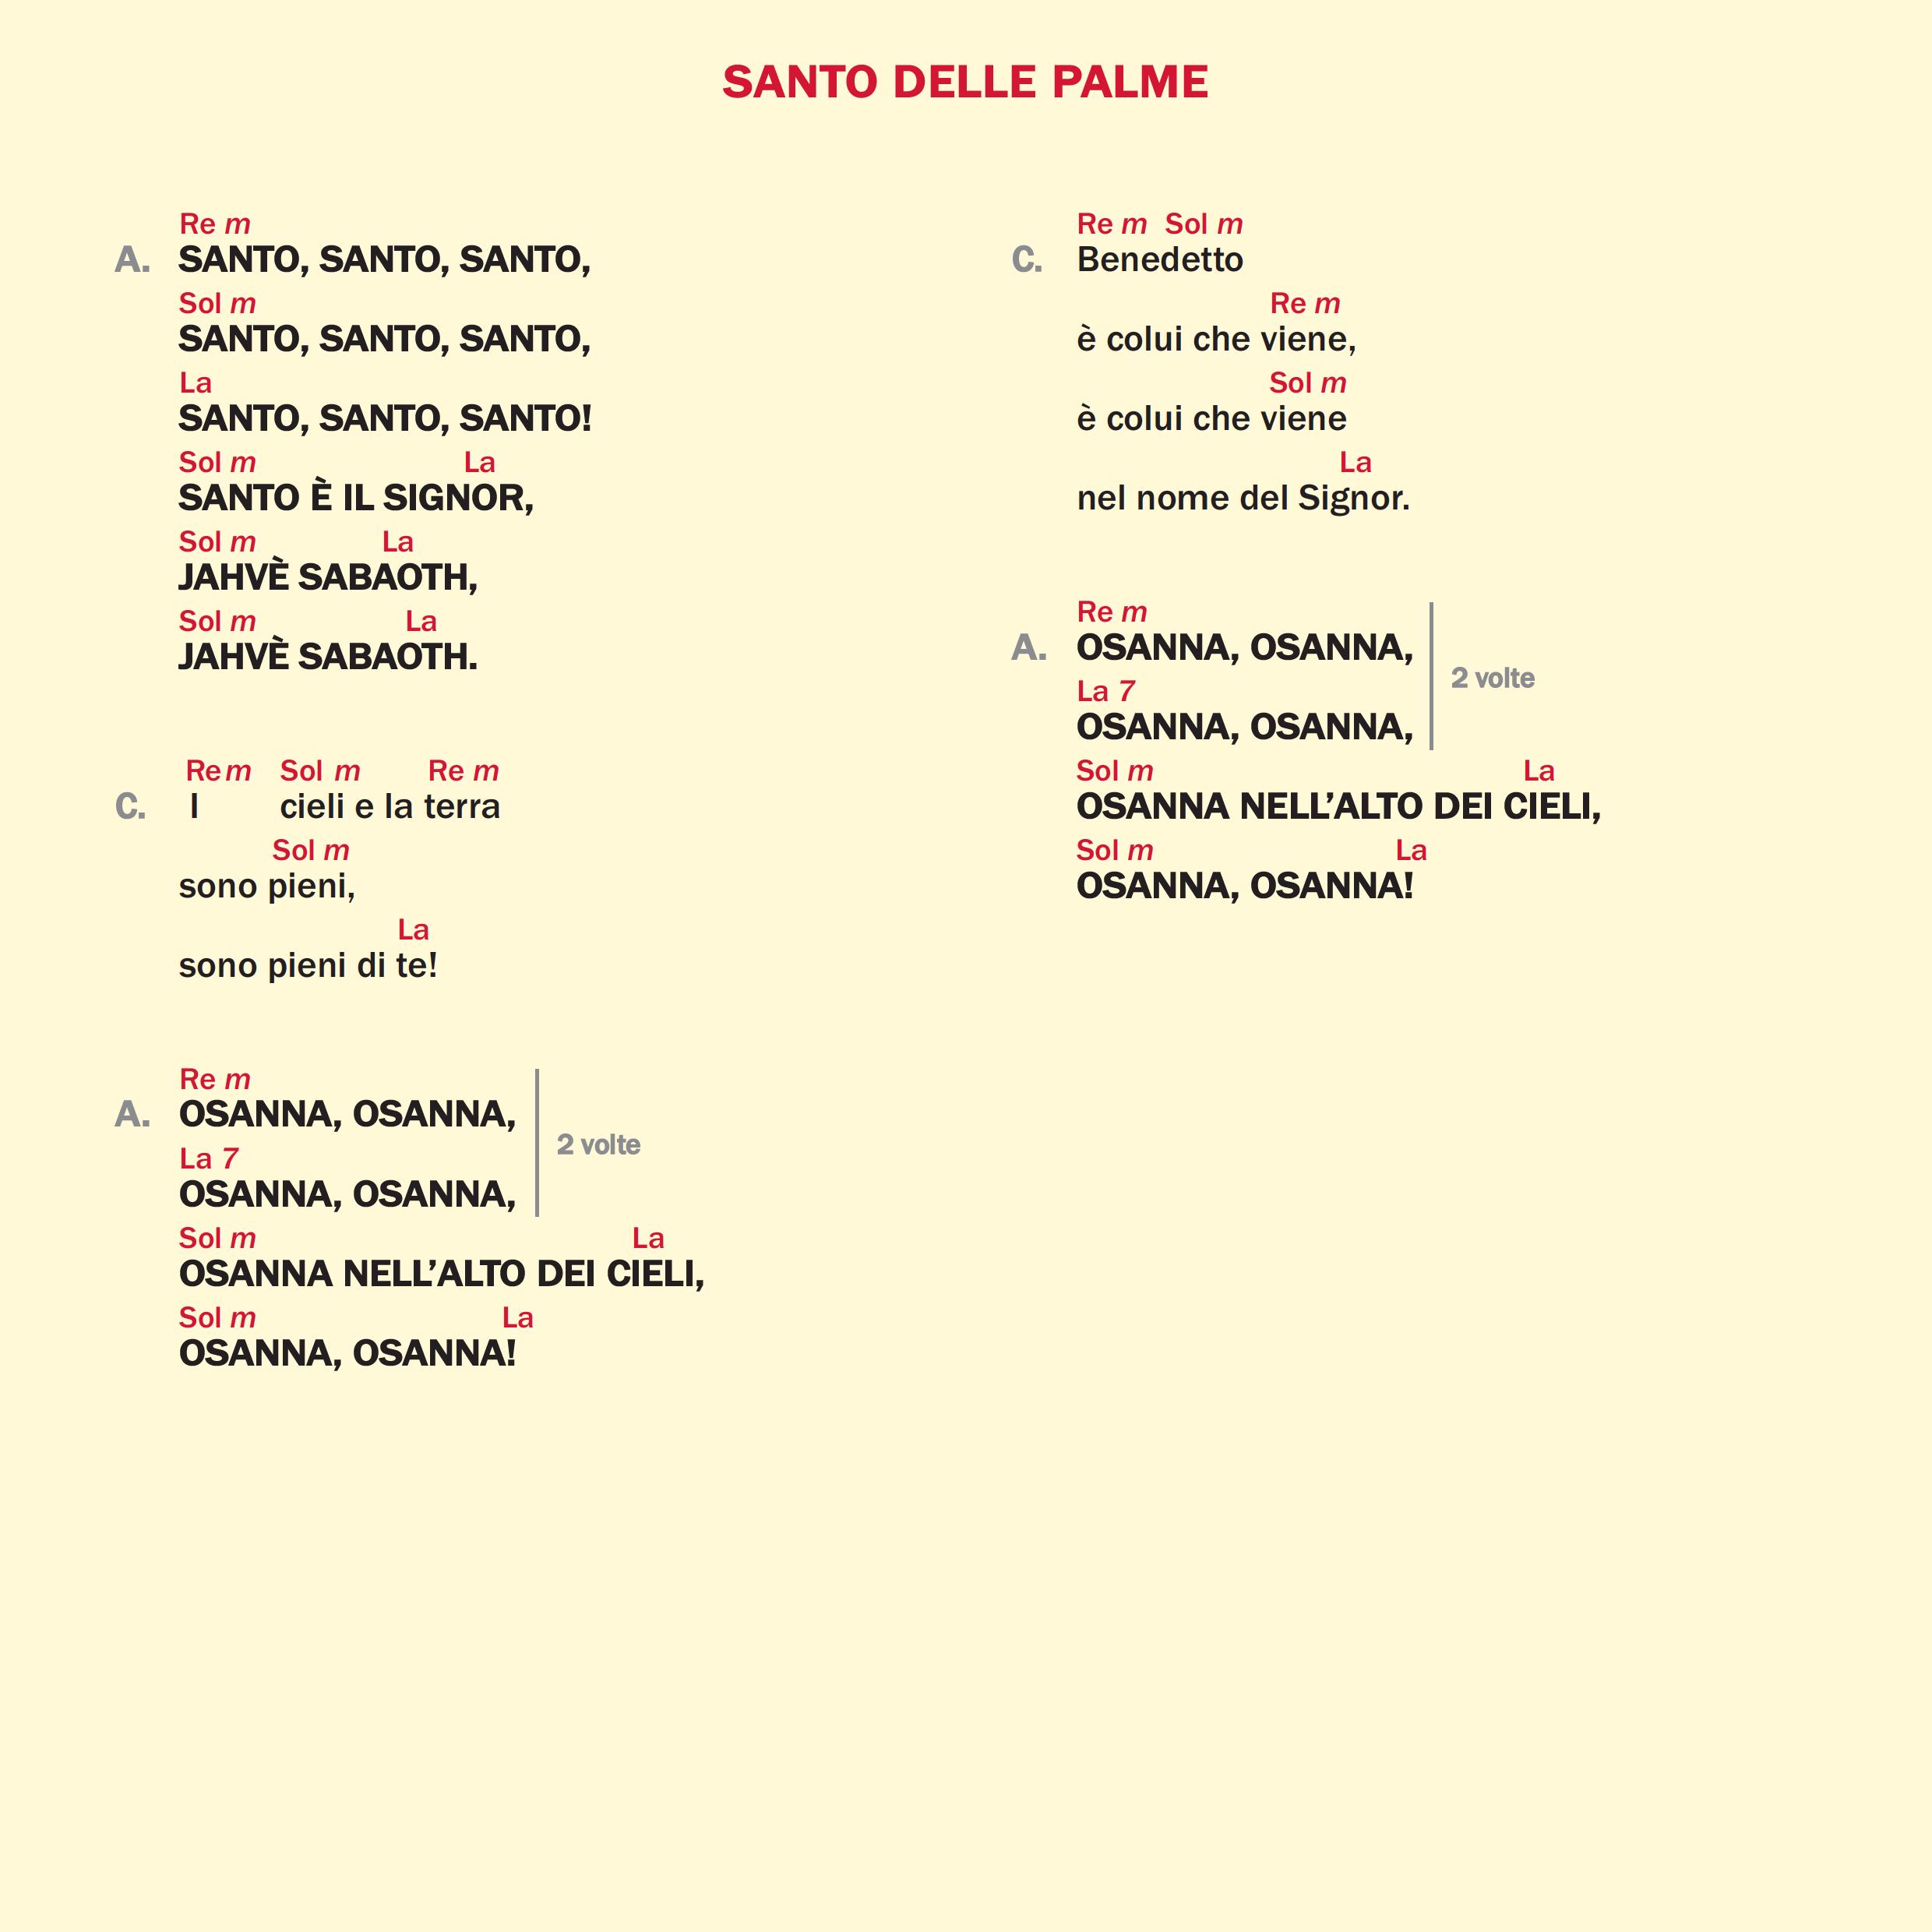 SANTO DELLE PALME
Re m
A. SANTO, SANTO, SANTO,
Sol m
SANTO, SANTO, SANTO,
La
SANTO, SANTO, SANTO!
Sol m La
SANTO È IL SIGNOR,
Sol m La
JAHVÈ SABAOTH,
Sol m La
JAHVÈ SABAOTH.
Re m Sol m Re m
C. I cieli e la terra
Sol m
sono pieni,
La
sono pieni di te!
Re m
A. OSANNA, OSANNA,
2 volte
La 7
OSANNA, OSANNA,
Sol m La
OSANNA NELL’ALTO DEI CIELI,
Sol m La
OSANNA, OSANNA!
Re m Sol m
C. Benedetto
Re m
è colui che viene,
Sol m
è colui che viene
La
nel nome del Signor.
Re m
A. OSANNA, OSANNA,
2 volte
La 7
OSANNA, OSANNA,
Sol m La
OSANNA NELL’ALTO DEI CIELI,
Sol m La
OSANNA, OSANNA!